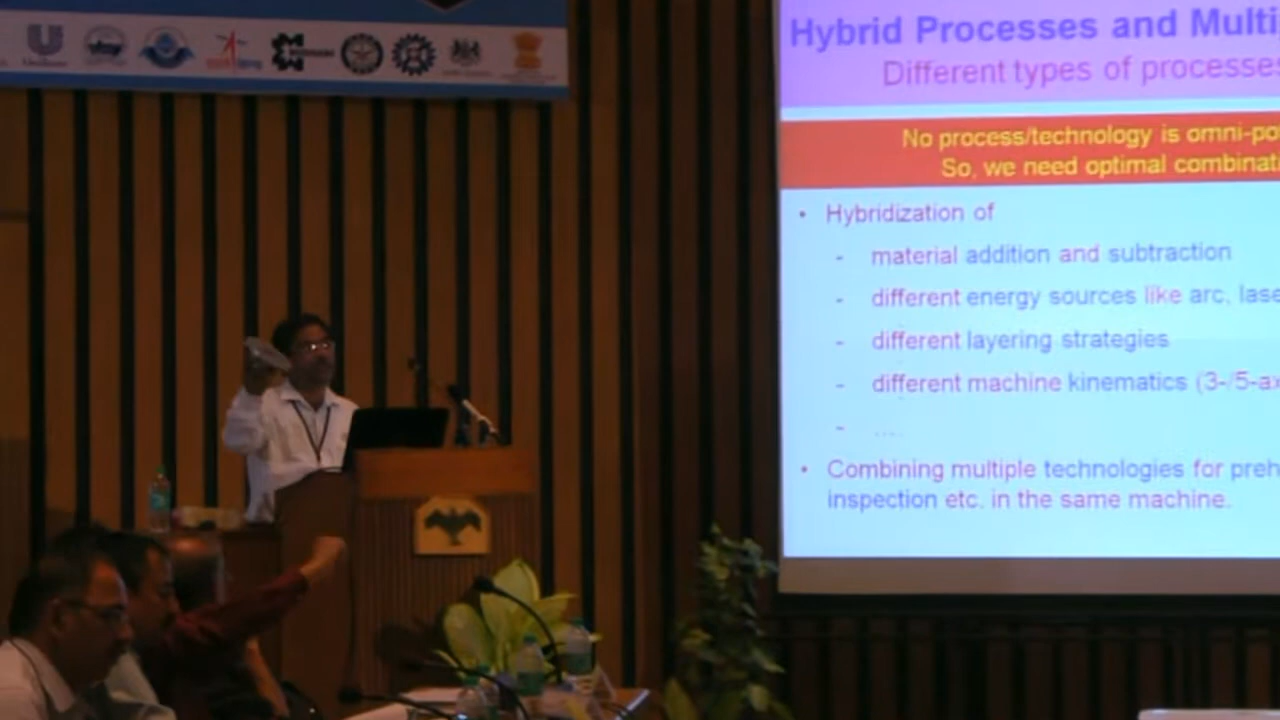 Hybrid Processes and Multi
Different types of processes
No process/technology is omni-po
So, we need optimal combinat
• Hybridization of
- material addition and subtraction
- different energy sources like arc, lase
- different layering strategies
- different machine kinematics (3-/5-ax
- ....
• Combining multiple technologies for preh
inspection etc. in the same machine.